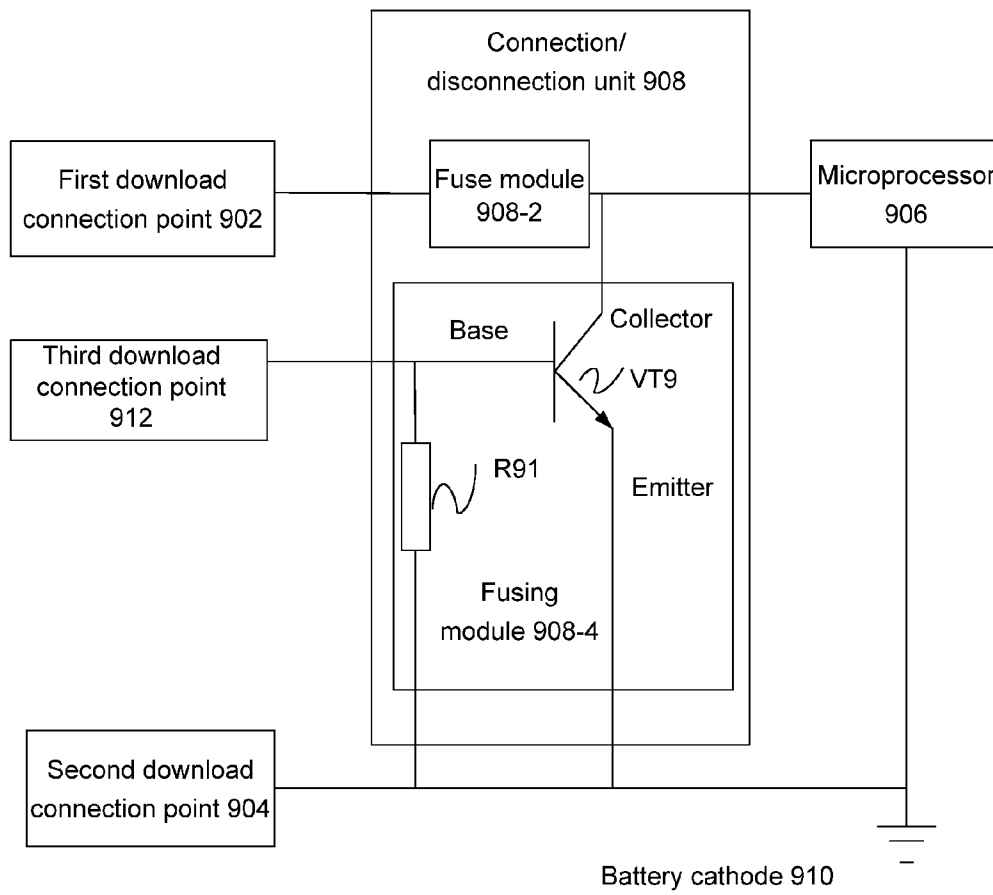 Connection/
disconnection unit 908
First download
connection point 902
Fuse module
908-2
Microprocessor
906
Third download
connection point
912
Base
Collector
VT9
R91
Emitter
Fusing
module 908-4
Second download
connection point 904
Battery cathode 910